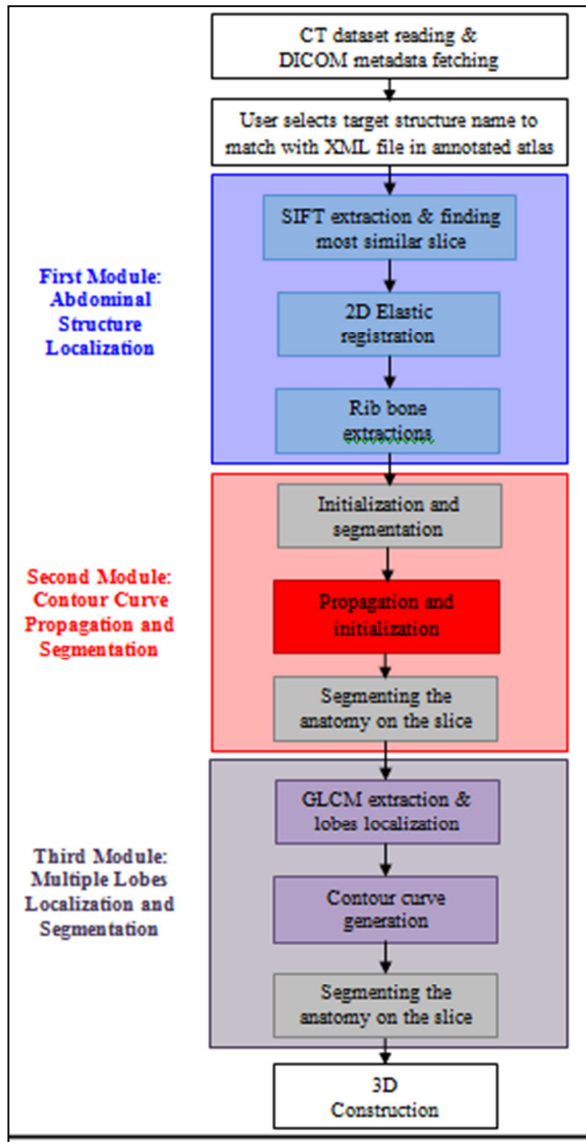 CT dataset reading &
DICOM metadata fetching
User selects target structure name to
match with XML file in annotated atlas
First Module:
Abdominal
Structure
Localization
SIFT extraction & finding
most similar slice
2D Elastic
registration
Rib bone
extractions
Second Module:
Contour Curve
Propagation and
Segmentation
Initialization and
segmentation
Propagation and
initialization
Segmenting the
anatomy on the slice
Third Module:
Multiple Lobes
Localization and
Segmentation
GLCM extraction &
lobes localization
Contour curve
generation
Segmenting the
anatomy on the slice
3D
Construction